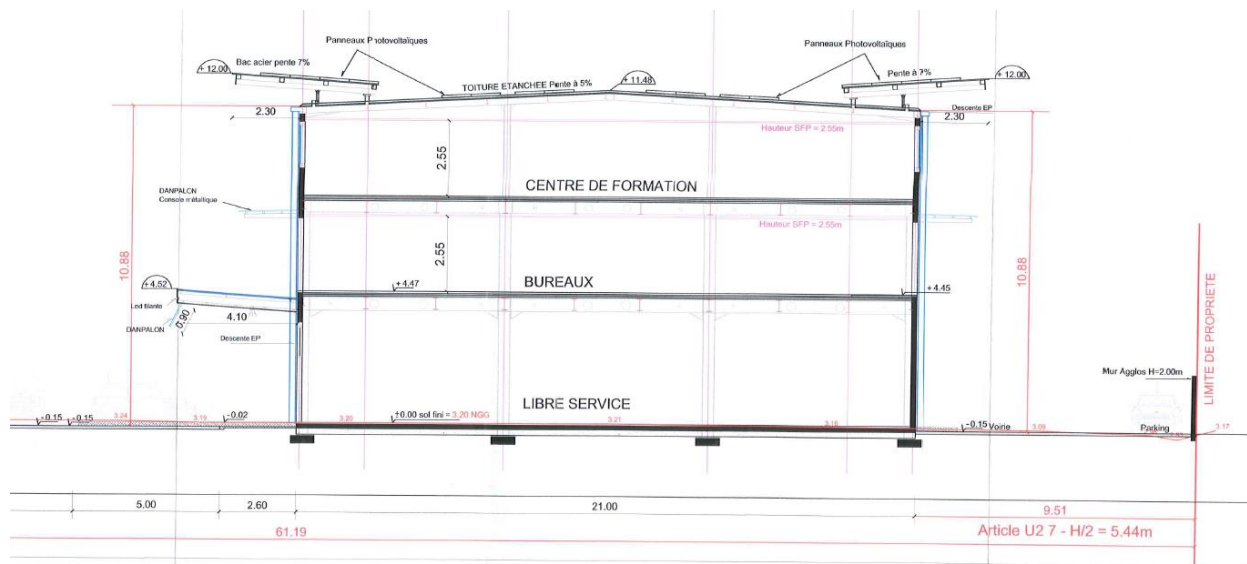 Panneaux Photovoltaïques
Panneaux Photovoltaïques
Bac acier pente 7%
+12.00
TOITURE ETANCHEE Pente à 5%
+11.48
Pente à 7%
+12.00
2.30
Descente EP
2.30
Hauteur SFP = 2.55m
2.55
CENTRE DE FORMATION
DANPALON
Console métallique
Hauteur SFP = 2.55m
10.88
2.55
10.88
BUREAUX
+4.52
+4.47
+4.45
Led filante
0.90
4.10
DANPALON
Descente EP
LIMITE DE PROPRIETE
Mur Agglos H=2.00m
LIBRE SERVICE
-0.15
-0.15
3.24
3.19
-0.02
3.20
±0.00 sol fini = 3.20 NGG
3.21
3.16
-0.15 Voirie
3.09
Parking
3.17
5.00
2.60
21.00
9.51
61.19
Article U2 7 - H/2 = 5.44m